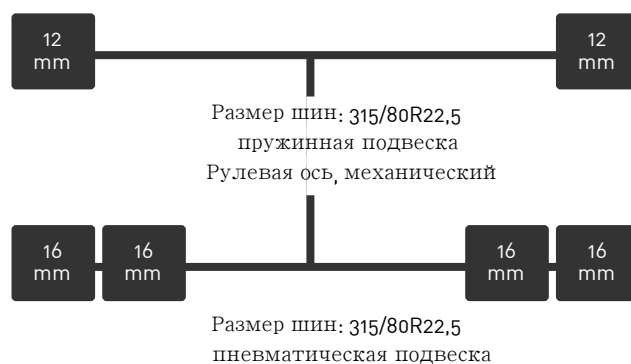 12 12
mm mm
Размер шин: 315/80R22,5
пружинная подвеска
Рулевая ось, механический
16 16 16 16
mm mm mm mm
Размер шин: 315/80R22,5
пневматическая подвеска